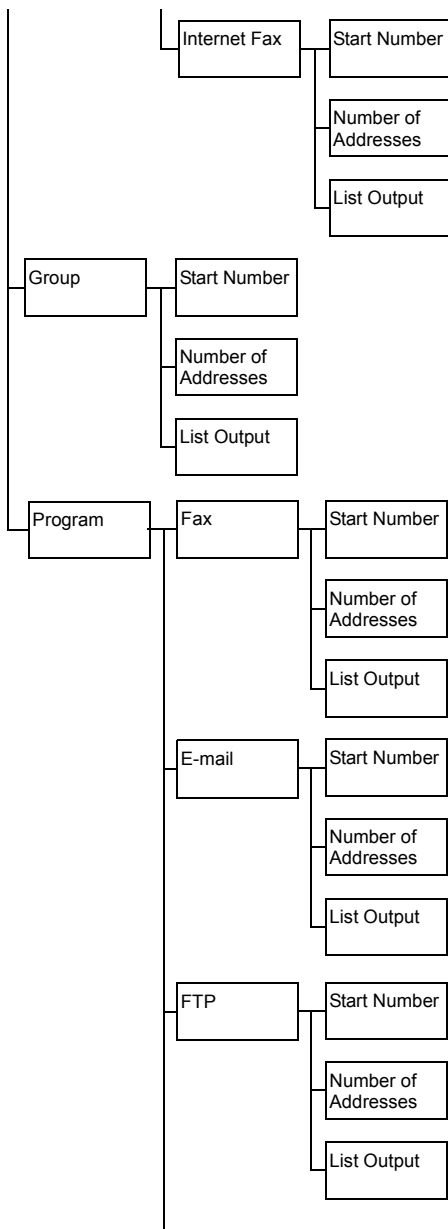 Internet Fax
Start Number
Number of
Addresses
List Output
Group
Start Number
Number of
Addresses
List Output
Program
Fax
Start Number
Number of
Addresses
List Output
E-mail
Start Number
Number of
Addresses
List Output
FTP
Start Number
Number of
Addresses
List Output